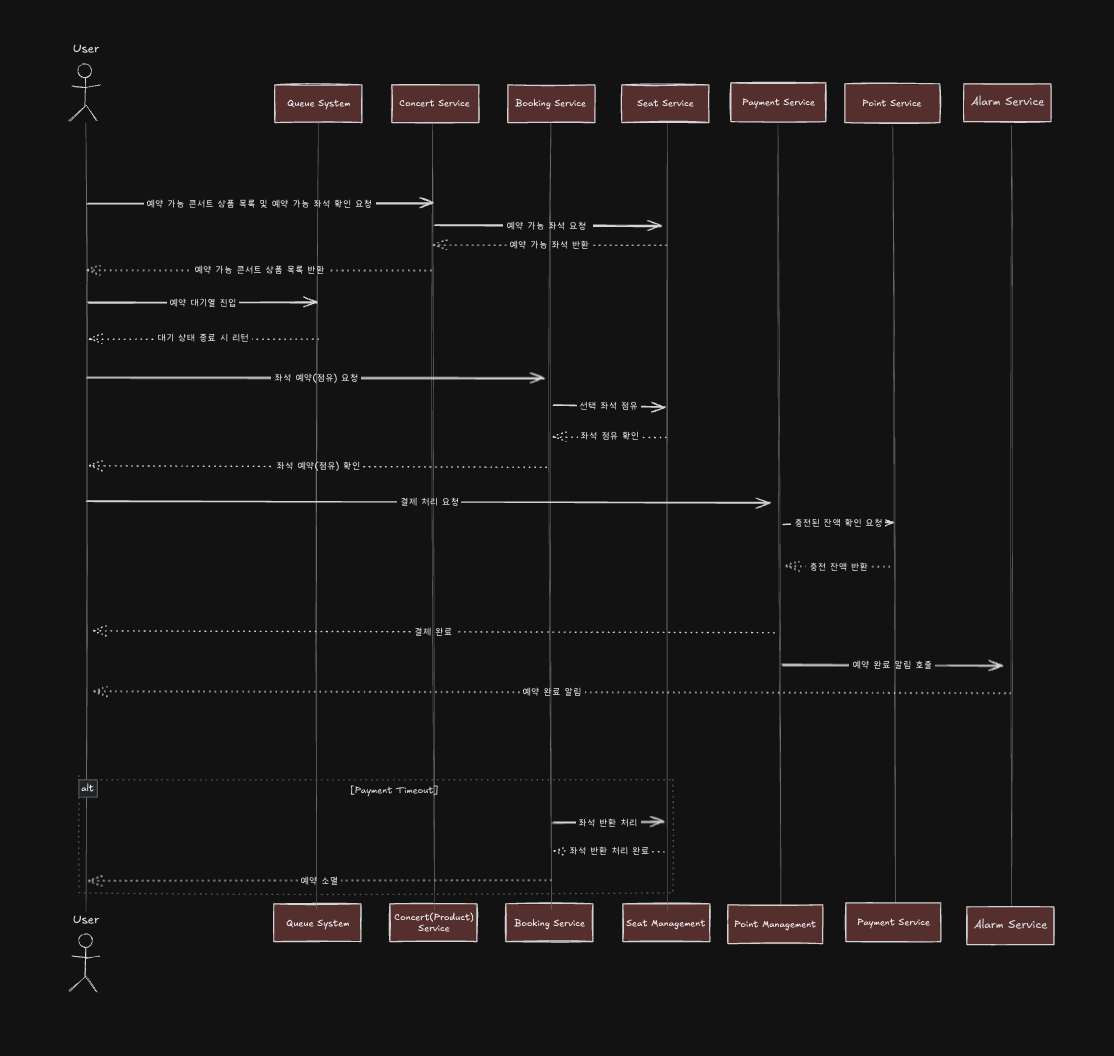 User
Queue System
Concert Service
Booking Service
Seat Service
Payment Service
Point Service
Alarm Service
예약 가능 콘서트 상품 목록 및 예약 가능 좌석 확인 요청
예약 가능 좌석 요청
예약 가능 좌석 반환
예약 가능 콘서트 상품 목록 반환
예약 대기열 진입
대기 상태 종료 시 리턴
좌석 예약(점유) 요청
선택 좌석 점유
좌석 점유 확인
좌석 예약(점유) 확인
결제 처리 요청
충전된 잔액 확인 요청
충전 잔액 반환
결제 완료
예약 완료 알림 호출
예약 완료 알림
alt
[Payment Timeout]
좌석 반환 처리
좌석 반환 처리 완료
예약 소멸
User
Queue System
Concert(Product)
Service
Booking Service
Seat Management
Point Management
Payment Service
Alarm Service